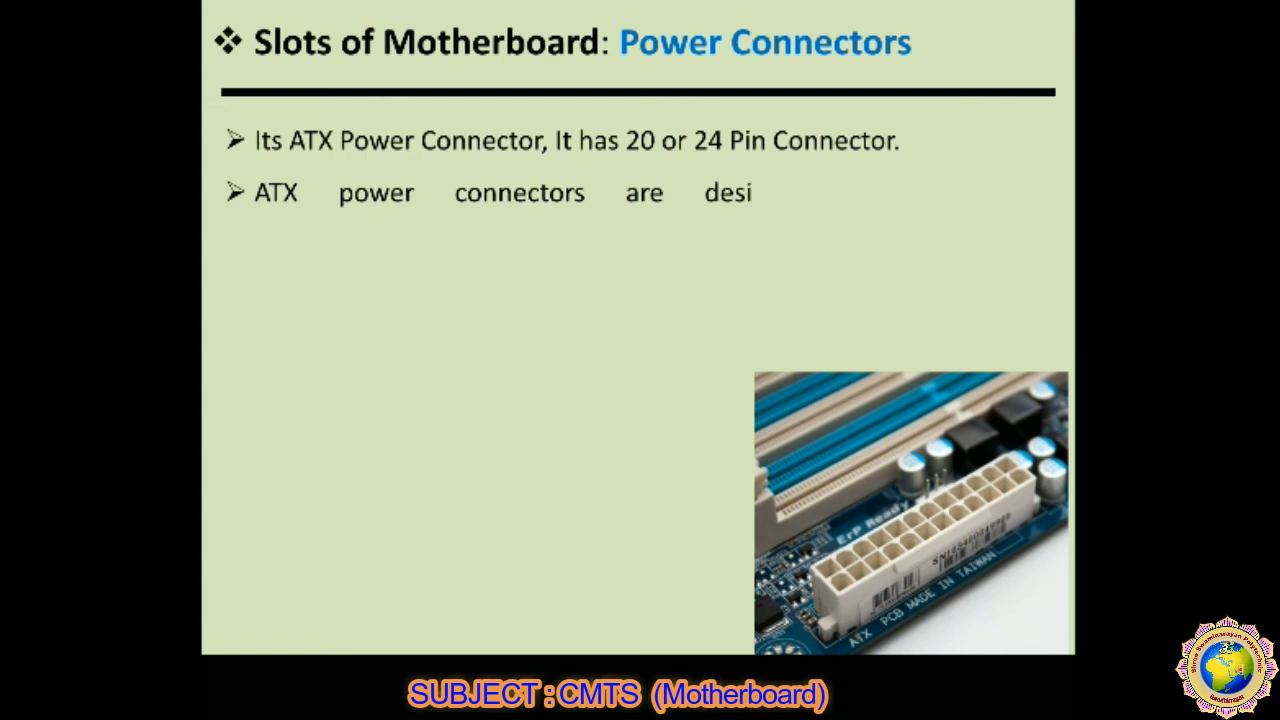 ❖ Slots of Motherboard: Power Connectors
➢ Its ATX Power Connector, It has 20 or 24 Pin Connector.
➢ ATX power connectors are desi
ErP Ready
ATX PCB MADE IN TAIWAN
SUBJECT : CMTS (Motherboard)